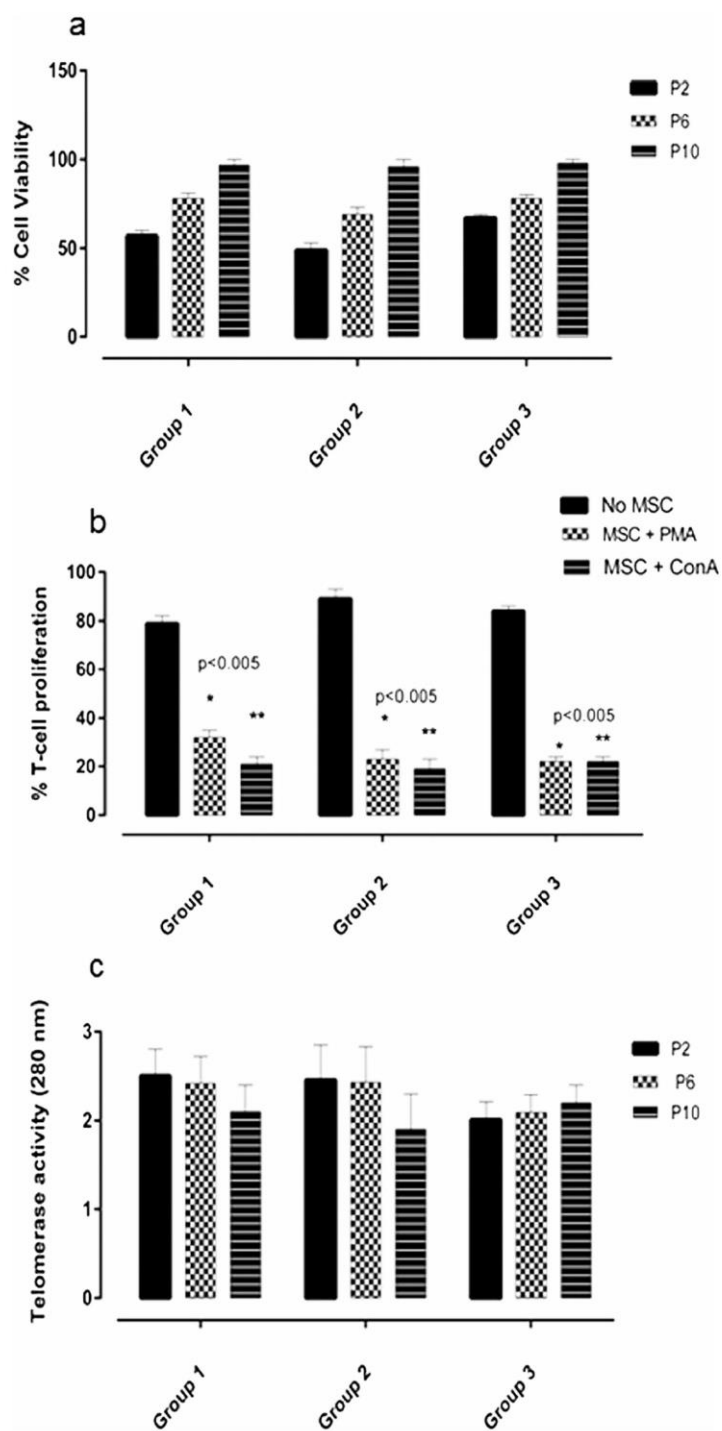 a
150
100
50
0
% Cell Viability
P2
P6
P10
Group 1
Group 2
Group 3
b
No MSC
MSC + PMA
MSC + ConA
100
80
60
40
20
0
% T-cell proliferation
p<0.005
*
**
p<0.005
*
**
p<0.005
*
**
Group 1
Group 2
Group 3
c
3
2
1
0
Telomerase activity (280 nm)
P2
P6
P10
Group 1
Group 2
Group 3